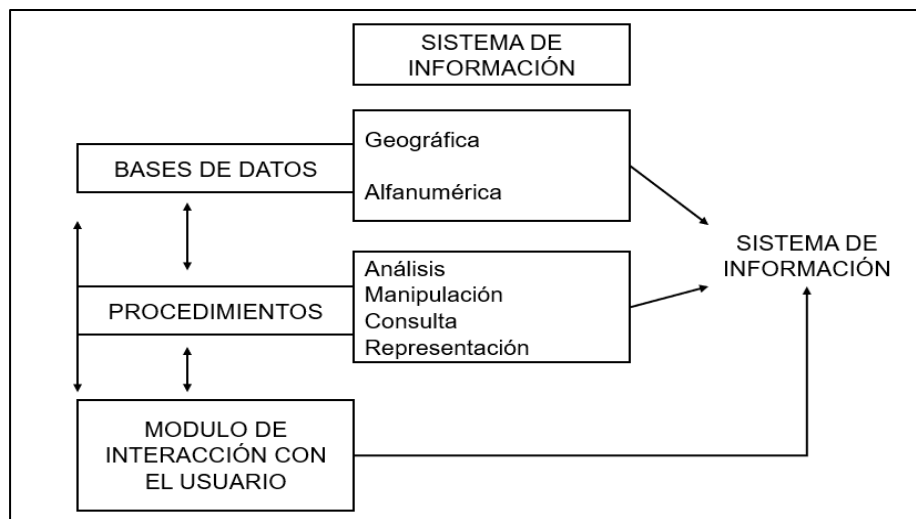 SISTEMA DE
INFORMACIÓN
BASES DE DATOS
Geográfica
Alfanumérica
PROCEDIMIENTOS
Análisis
Manipulación
Consulta
Representación
SISTEMA DE
INFORMACIÓN
MODULO DE
INTERACCIÓN CON
EL USUARIO